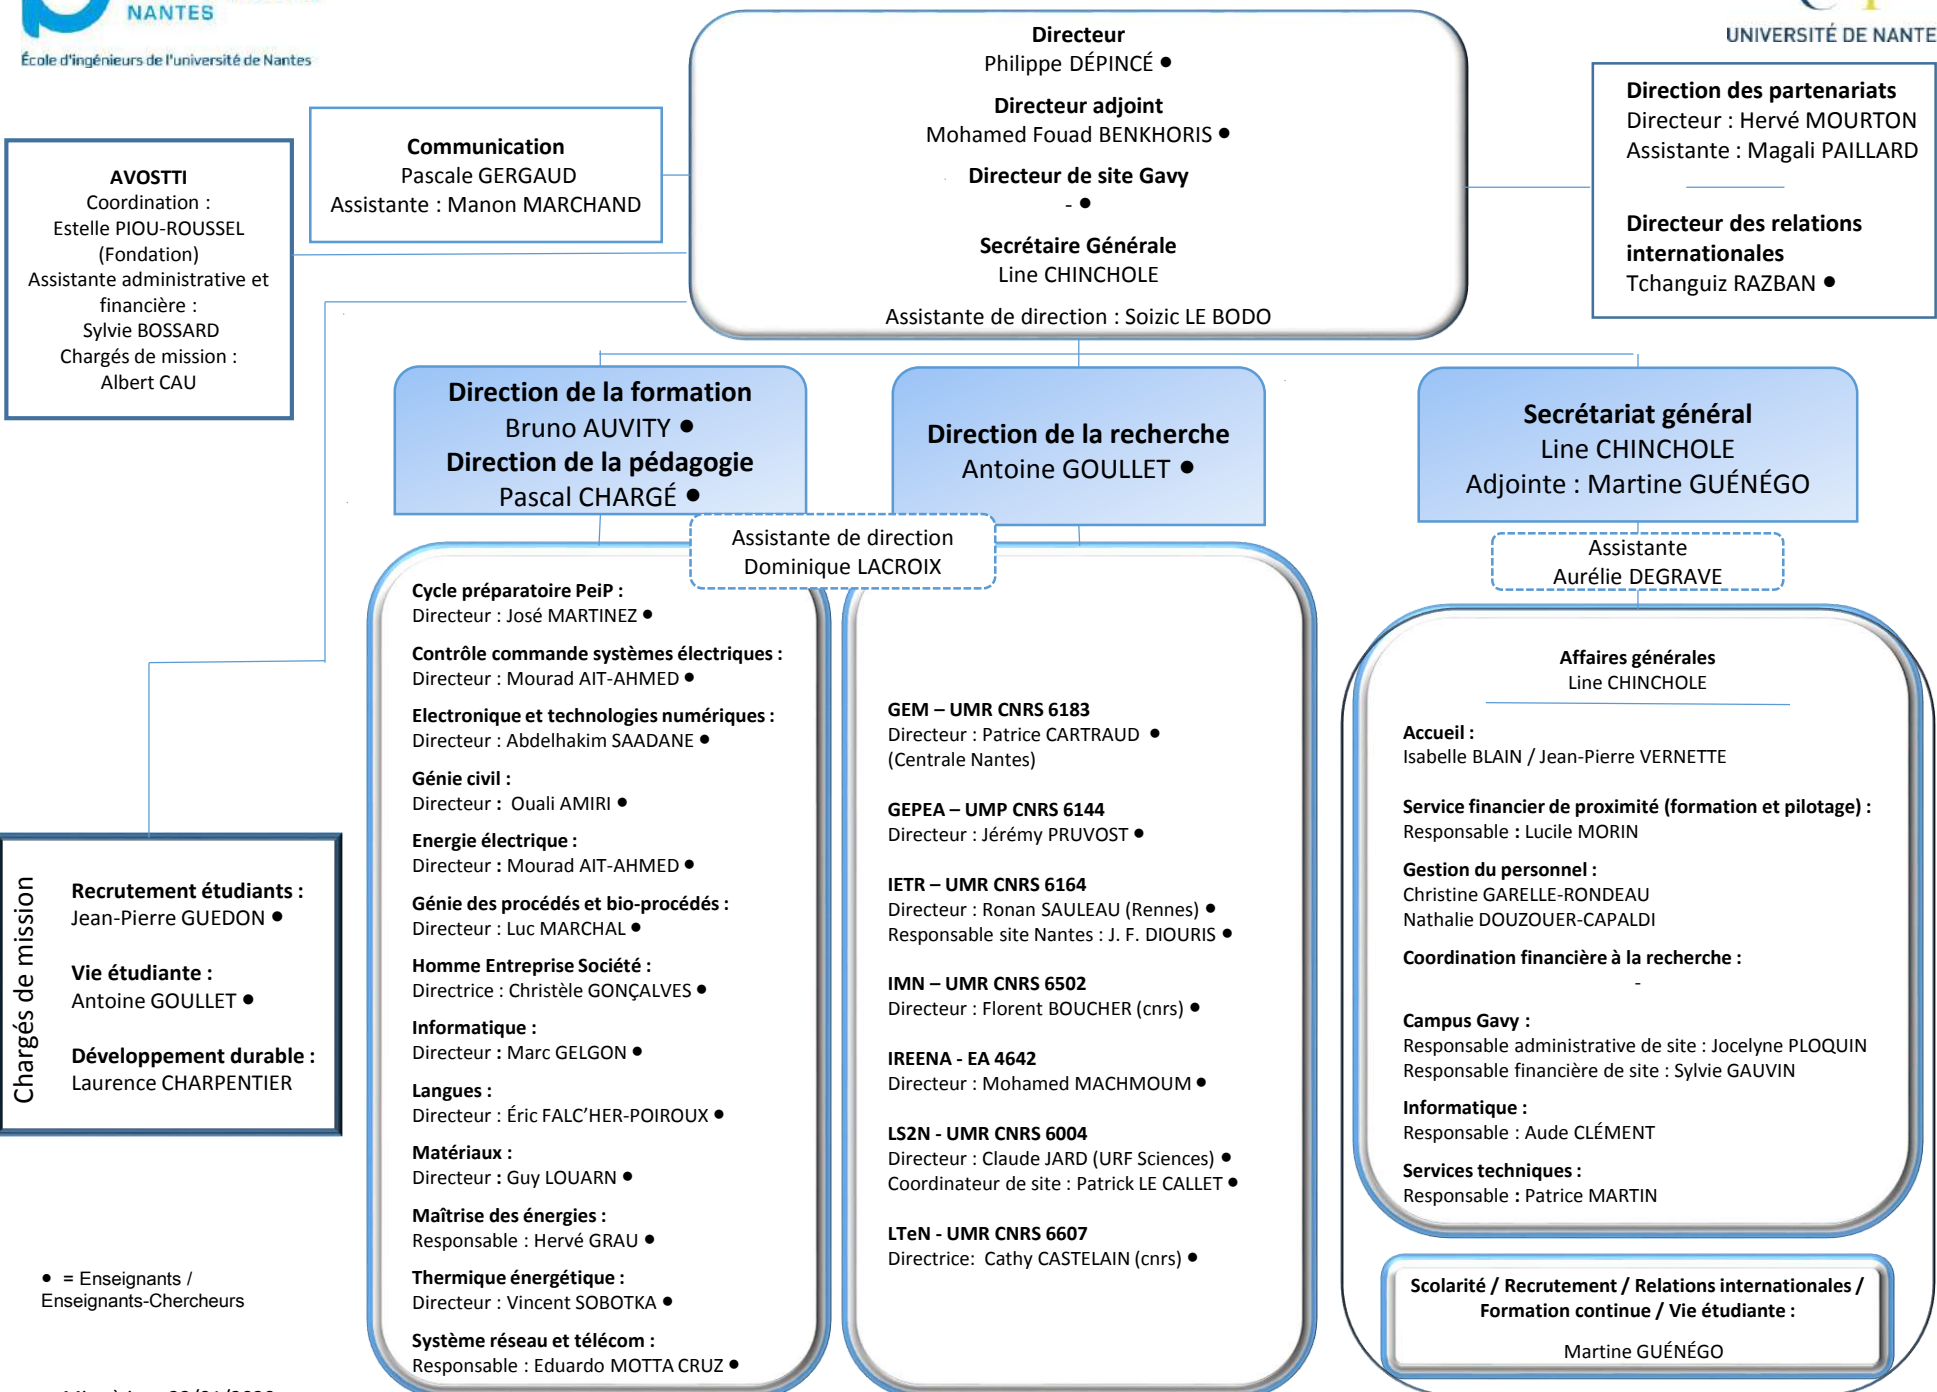 NANTES
École d'ingénieurs de l'université de Nantes
UNIVERSITÉ DE NANTE
Directeur
Philippe DÉPINCÉ ●
Directeur adjoint
Mohamed Fouad BENKHORIS ●
Directeur de site Gavy
- ●
Secrétaire Générale
Line CHINCHOLE
Assistante de direction : Soizic LE BODO
Direction des partenariats
Directeur : Hervé MOURTON
Assistante : Magali PAILLARD
Directeur des relations
internationales
Tchanguiz RAZBAN ●
Communication
Pascale GERGAUD
Assistante : Manon MARCHAND
AVOSTTI
Coordination :
Estelle PIOU-ROUSSEL
(Fondation)
Assistante administrative et
financière :
Sylvie BOSSARD
Chargés de mission :
Albert CAU
Direction de la formation
Bruno AUVITY ●
Direction de la pédagogie
Pascal CHARGÉ ●
Direction de la recherche
Antoine GOULLET ●
Secrétariat général
Line CHINCHOLE
Adjointe : Martine GUÉNÉGO
Assistante de direction
Dominique LACROIX
Assistante
Aurélie DEGRAVE
Cycle préparatoire PeiP :
Directeur : José MARTINEZ ●
Contrôle commande systèmes électriques :
Directeur : Mourad AIT-AHMED ●
Electronique et technologies numériques :
Directeur : Abdelhakim SAADANE ●
Génie civil :
Directeur : Ouali AMIRI ●
Energie électrique :
Directeur : Mourad AIT-AHMED ●
Génie des procédés et bio-procédés :
Directeur : Luc MARCHAL ●
Homme Entreprise Société :
Directrice : Christèle GONÇALVES ●
Informatique :
Directeur : Marc GELGON ●
Langues :
Directeur : Éric FALC'HER-POIROUX ●
Matériaux :
Directeur : Guy LOUARN ●
Maîtrise des énergies :
Responsable : Hervé GRAU ●
Thermique énergétique :
Directeur : Vincent SOBOTKA ●
Système réseau et télécom :
Responsable : Eduardo MOTTA CRUZ ●
GEM – UMR CNRS 6183
Directeur : Patrice CARTRAUD ●
(Centrale Nantes)
GEPEA – UMP CNRS 6144
Directeur : Jérémy PRUVOST ●
IETR – UMR CNRS 6164
Directeur : Ronan SAULEAU (Rennes) ●
Responsable site Nantes : J. F. DIOURIS ●
IMN – UMR CNRS 6502
Directeur : Florent BOUCHER (cnrs) ●
IREENA - EA 4642
Directeur : Mohamed MACHMOUM ●
LS2N - UMR CNRS 6004
Directeur : Claude JARD (URF Sciences) ●
Coordinateur de site : Patrick LE CALLET ●
LTeN - UMR CNRS 6607
Directrice: Cathy CASTELAIN (cnrs) ●
Affaires générales
Line CHINCHOLE
Accueil :
Isabelle BLAIN / Jean-Pierre VERNETTE
Service financier de proximité (formation et pilotage) :
Responsable : Lucile MORIN
Gestion du personnel :
Christine GARELLE-RONDEAU
Nathalie DOUZOUER-CAPALDI
Coordination financière à la recherche :
-
Campus Gavy :
Responsable administrative de site : Jocelyne PLOQUIN
Responsable financière de site : Sylvie GAUVIN
Informatique :
Responsable : Aude CLÉMENT
Services techniques :
Responsable : Patrice MARTIN
Scolarité / Recrutement / Relations internationales /
Formation continue / Vie étudiante :
Martine GUÉNÉGO
Chargés de mission
Recrutement étudiants :
Jean-Pierre GUEDON ●
Vie étudiante :
Antoine GOULLET ●
Développement durable :
Laurence CHARPENTIER
● = Enseignants /
Enseignants-Chercheurs